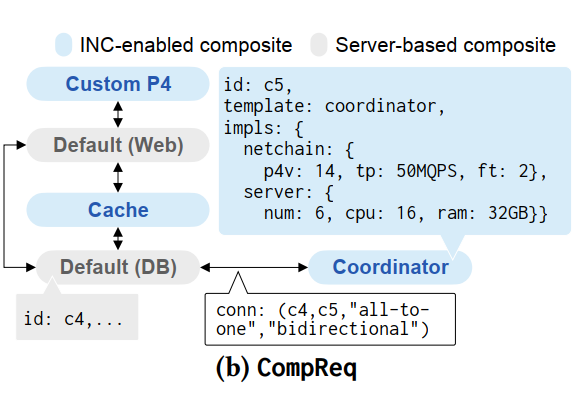 INC-enabled composite
Server-based composite
Custom P4
Default (Web)
Cache
Default (DB)
id: c4,...
id: c5,
template: coordinator,
impls: {
netchain: {
p4v: 14, tp: 50MQPS, ft: 2},
server: {
num: 6, cpu: 16, ram: 32GB}}
Coordinator
conn: (c4,c5,"all-to-
one","bidirectional")
(b) CompReq